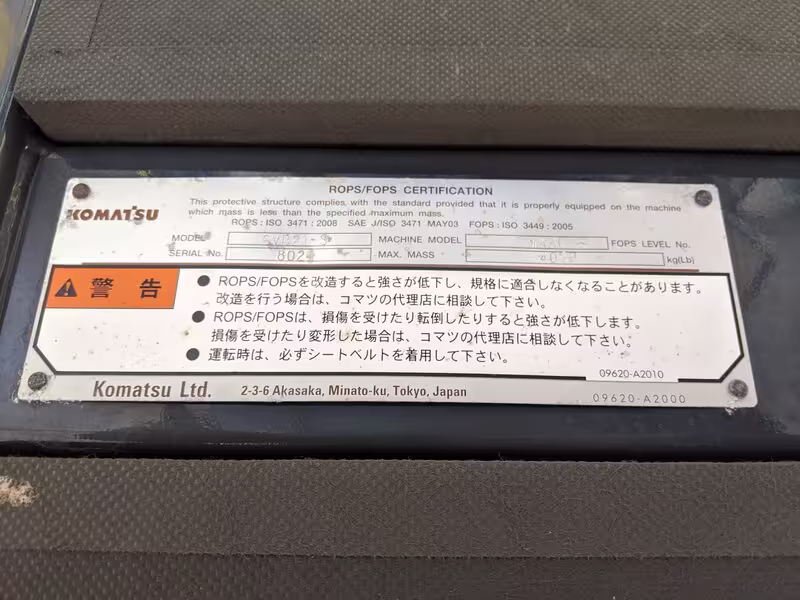 ROPS/FOPS CERTIFICATION
KOMATSU
This protective structure complies, with the standard provided that it is properly equipped on the machine
which mass is less than the specified maximum mass.
ROPS : ISO 3471 : 2008 SAE J/ISO 3471 MAY03 FOPS : ISO 3449 : 2005
MODEL MACHINE MODEL FOPS LEVEL No.
SERIAL No. MAX. MASS kg(Lb)
警告
● ROPS/FOPSを改造すると強さが低下し、規格に適合しなくなることがあります。
改造を行う場合は、コマツの代理店に相談して下さい。
● ROPS/FOPSは、損傷を受けたり転倒したりすると強さが低下します。
損傷を受けたり変形した場合は、コマツの代理店に相談して下さい。
● 運転時は、必ずシートベルトを着用して下さい。
09620-A2010
Komatsu Ltd. 2-3-6 Akasaka, Minato-ku, Tokyo, Japan
09620-A2000